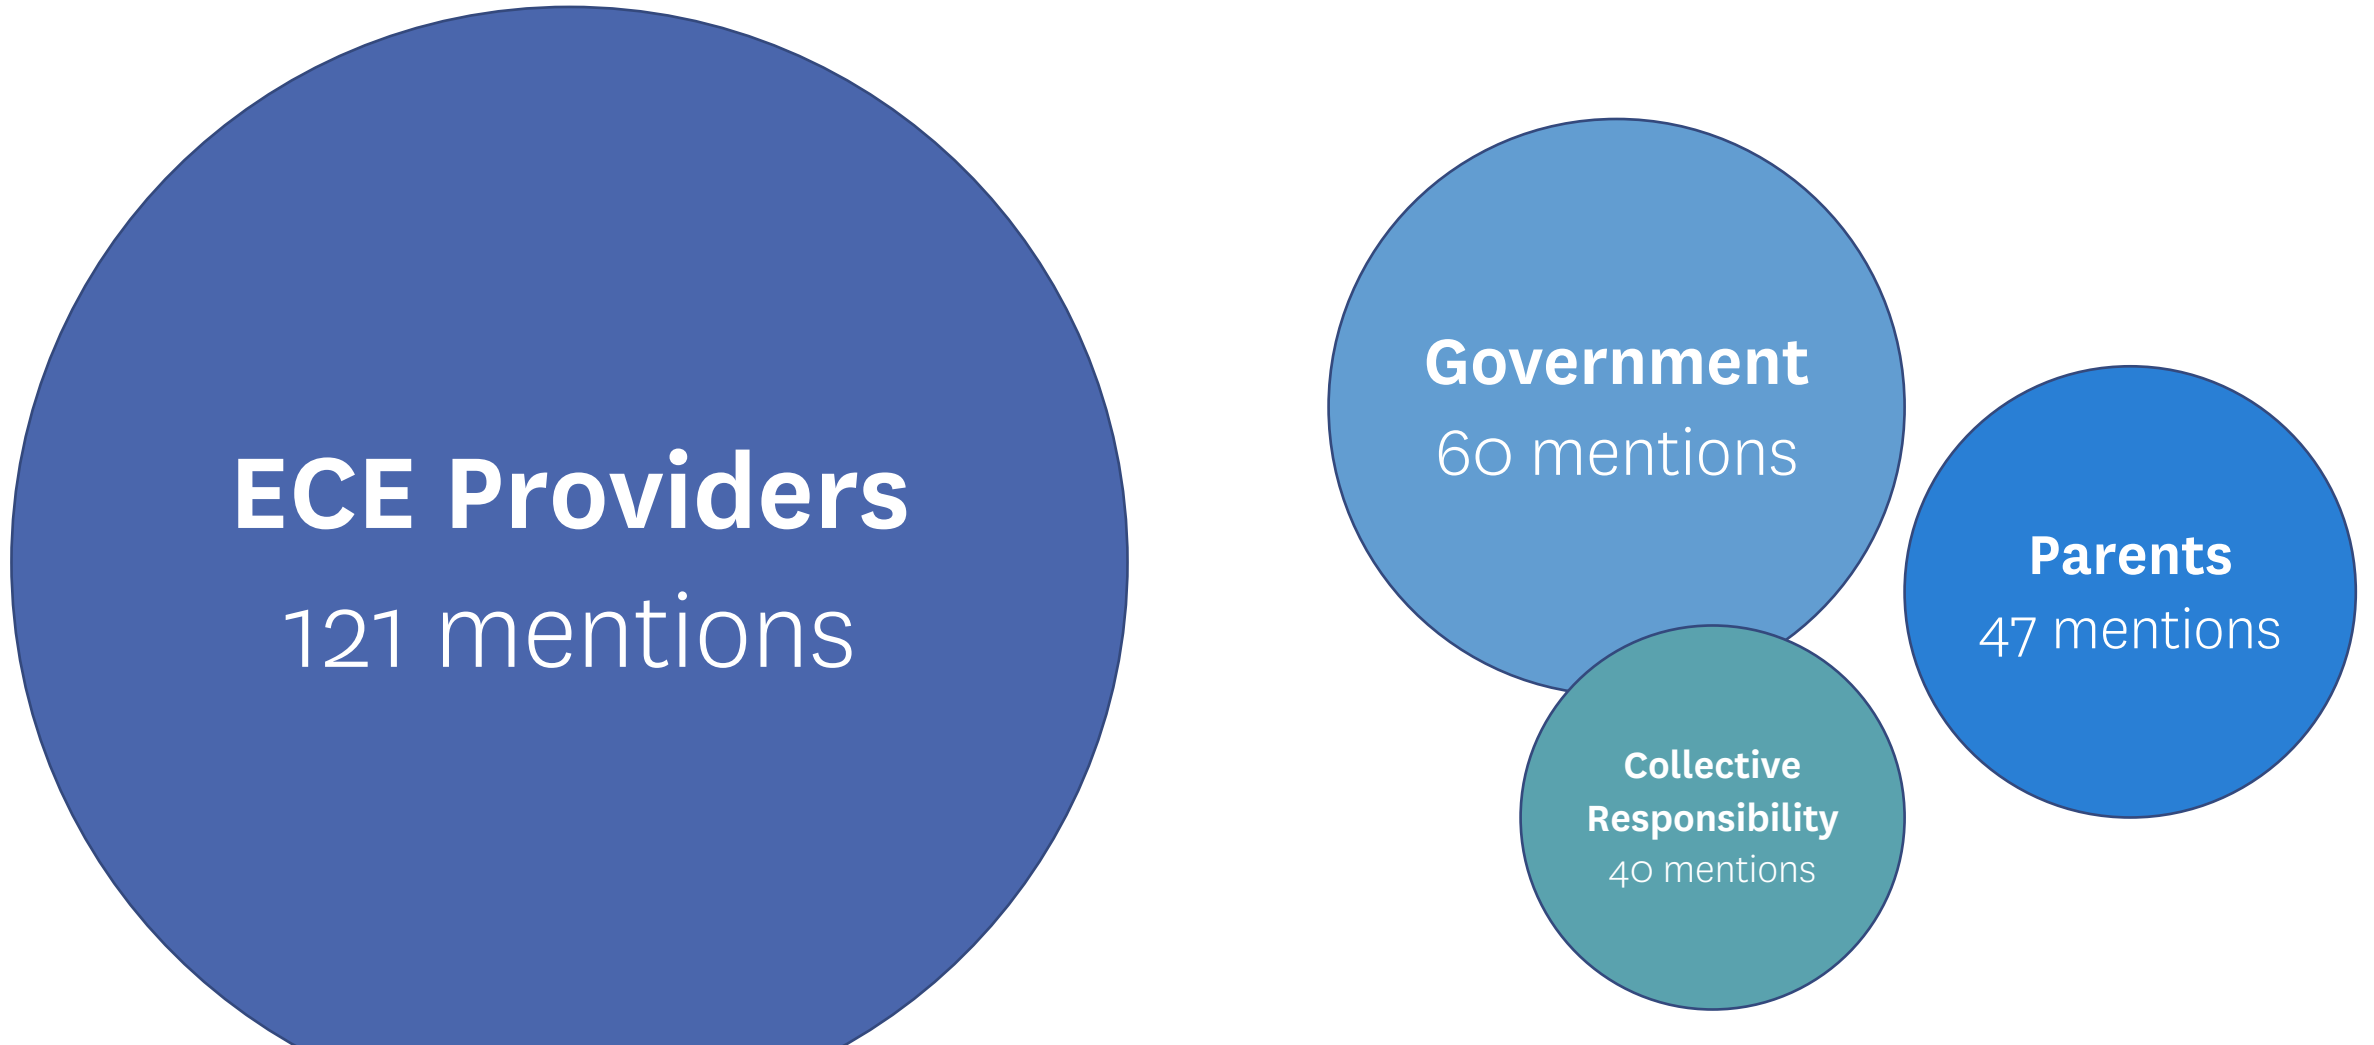 ECE Providers
121 mentions
Government
60 mentions
Parents
47 mentions
Collective
Responsibility
40 mentions